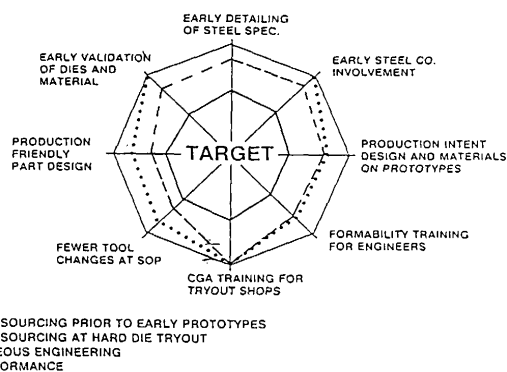 EARLY DETAILING
OF STEEL SPEC.
EARLY VALIDATION
OF DIES AND
MATERIAL
EARLY STEEL CO.
INVOLVEMENT
PRODUCTION
FRIENDLY
PART DESIGN
TARGET
PRODUCTION INTENT
DESIGN AND MATERIALS
ON PROTOTYPES
FEWER TOOL
CHANGES AT SOP
FORMABILITY TRAINING
FOR ENGINEERS
CGA TRAINING FOR
TRYOUT SHOPS
SOURCING PRIOR TO EARLY PROTOTYPES
SOURCING AT HARD DIE TRYOUT
EOUS ENGINEERING
ORMANCE